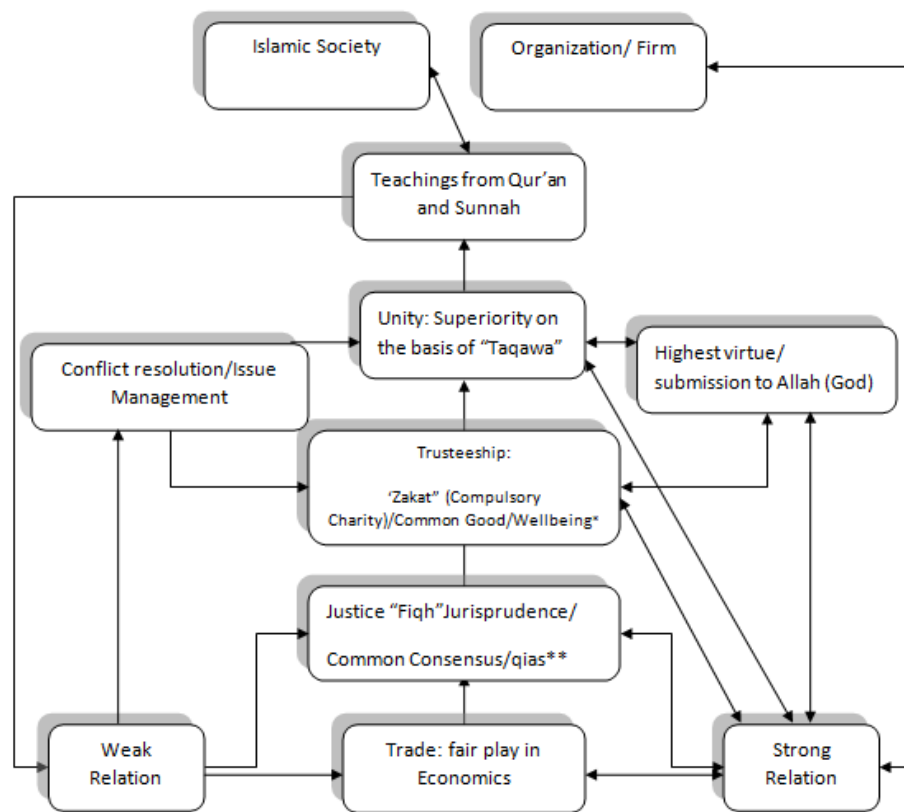 Islamic Society
Organization/ Firm
Teachings from Qur'an
and Sunnah
Unity: Superiority on
the basis of “Taqawa”
Highest virtue/
submission to Allah (God)
Conflict resolution/Issue
Management
Trusteeship:
‘Zakat” (Compulsory
Charity)/Common Good/Wellbeing*
Justice “Fiqh”Jurisprudence/
Common Consensus/qias**
Weak
Relation
Trade: fair play in
Economics
Strong
Relation